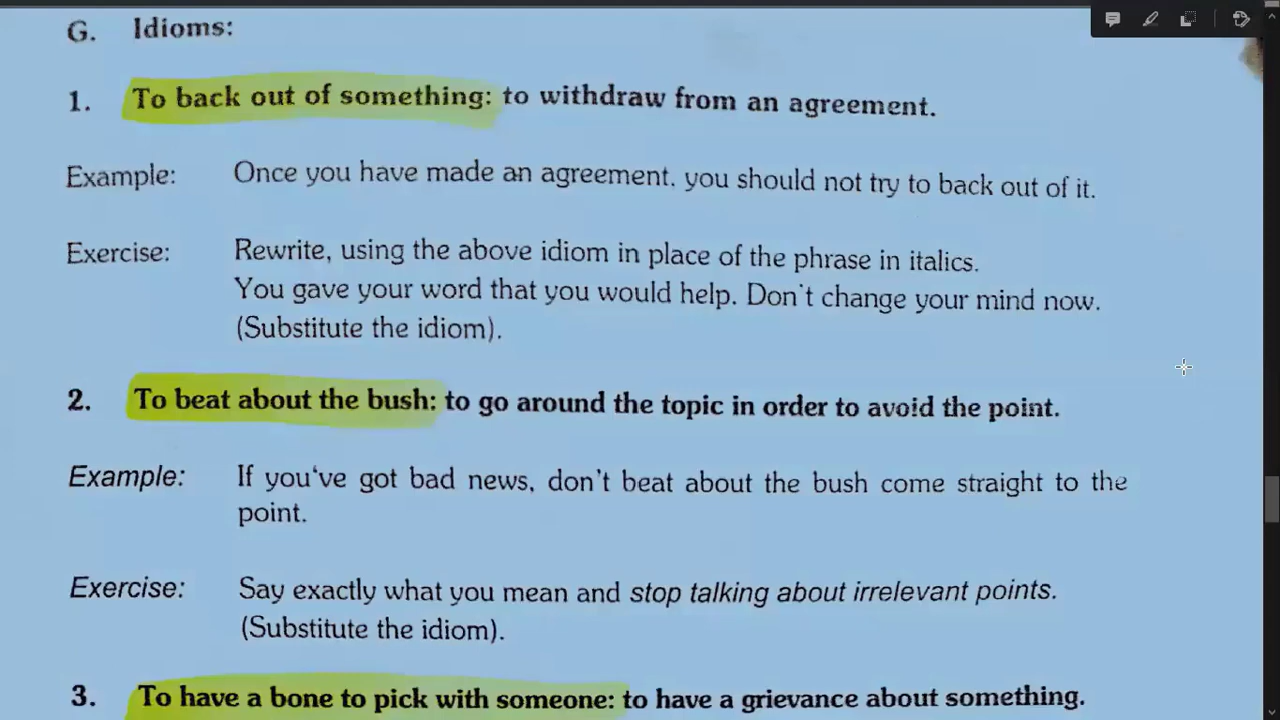 G. Idioms:
1. To back out of something: to withdraw from an agreement.
Example: Once you have made an agreement, you should not try to back out of it.
Exercise: Rewrite, using the above idiom in place of the phrase in italics.
You gave your word that you would help. Don't change your mind now.
(Substitute the idiom).
2. To beat about the bush: to go around the topic in order to avoid the point.
Example: If you've got bad news, don't beat about the bush come straight to the
point.
Exercise: Say exactly what you mean and stop talking about irrelevant points.
(Substitute the idiom).
3. To have a bone to pick with someone: to have a grievance about something.